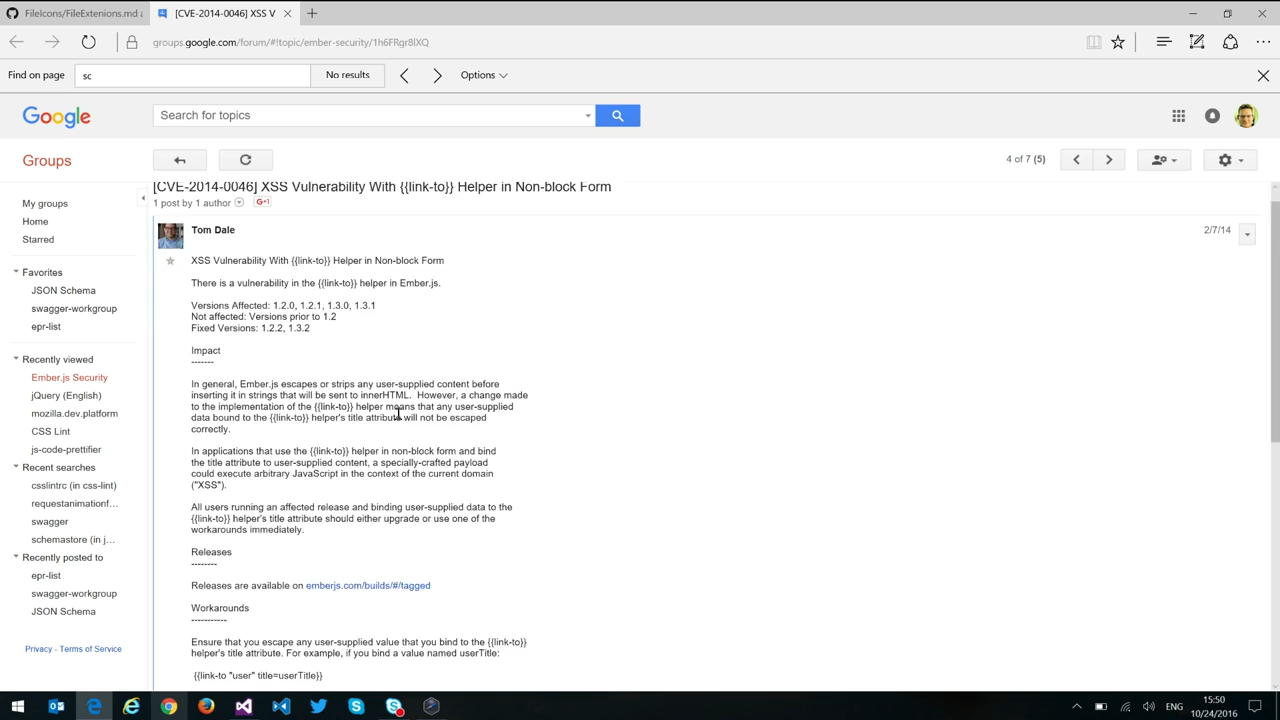 FileIcons/FileExtenions.md a
[CVE-2014-0046] XSS V
groups.google.com/forum/#!topic/ember-security/1h6FRgr8lXQ
Find on page
sc
No results
Options
Google
Search for topics
Groups
4 of 7 (5)
[CVE-2014-0046] XSS Vulnerability With {{link-to}} Helper in Non-block Form
1 post by 1 author
G+1
My groups
Home
Starred
Favorites
JSON Schema
swagger-workgroup
epr-list
Recently viewed
Ember.js Security
jQuery (English)
mozilla.dev.platform
CSS Lint
js-code-prettifier
Recent searches
csslintrc (in css-lint)
requestanimationf...
swagger
schemastore (in j...
Recently posted to
epr-list
swagger-workgroup
JSON Schema
Privacy - Terms of Service
Tom Dale
2/7/14
XSS Vulnerability With {{link-to}} Helper in Non-block Form
There is a vulnerability in the {{link-to}} helper in Ember.js.
Versions Affected: 1.2.0, 1.2.1, 1.3.0, 1.3.1
Not affected: Versions prior to 1.2
Fixed Versions: 1.2.2, 1.3.2
Impact
-------
In general, Ember.js escapes or strips any user-supplied content before
inserting it in strings that will be sent to innerHTML.  However, a change made
to the implementation of the {{link-to}} helper means that any user-supplied
data bound to the {{link-to}} helper's title attribute will not be escaped
correctly.
In applications that use the {{link-to}} helper in non-block form and bind
the title attribute to user-supplied content, a specially-crafted payload
could execute arbitrary JavaScript in the context of the current domain
("XSS").
All users running an affected release and binding user-supplied data to the
{{link-to}} helper's title attribute should either upgrade or use one of the
workarounds immediately.
Releases
--------
Releases are available on emberjs.com/builds/#/tagged
Workarounds
-----------
Ensure that you escape any user-supplied value that you bind to the {{link-to}}
helper's title attribute. For example, if you bind a value named userTitle:
{{link-to "user" title=userTitle}}
ENG
15:50
10/24/2016